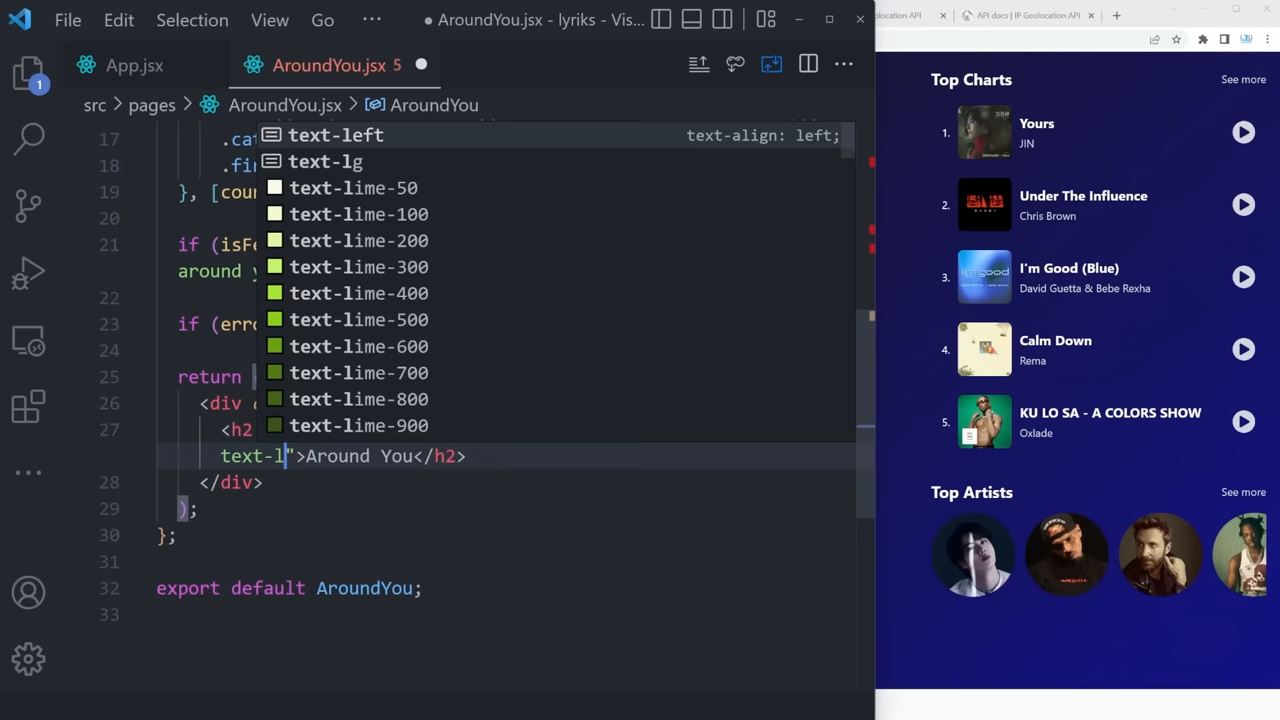 File Edit Selection View Go ··· ● AroundYou.jsx - lyriks - Vis...
App.jsx AroundYou.jsx 5
src > pages > AroundYou.jsx > AroundYou
17 .ca
18 .fi
19 }, [cou
20
21 if (isFe
around y
22
23 if (erro
24
25 return
26 <div
27 <h2
text-l">Around You</h2>
28 </div>
29 );
30 };
31
32 export default AroundYou;
33
text-left text-align: left;
text-lg
text-lime-50
text-lime-100
text-lime-200
text-lime-300
text-lime-400
text-lime-500
text-lime-600
text-lime-700
text-lime-800
text-lime-900
1
olocation API API docs | IP Geolocation API
Top Charts See more
1. Yours
JIN
2. Under The Influence
Chris Brown
3. I'm Good (Blue)
David Guetta & Bebe Rexha
4. Calm Down
Rema
5. KU LO SA - A COLORS SHOW
Oxlade
Top Artists See more